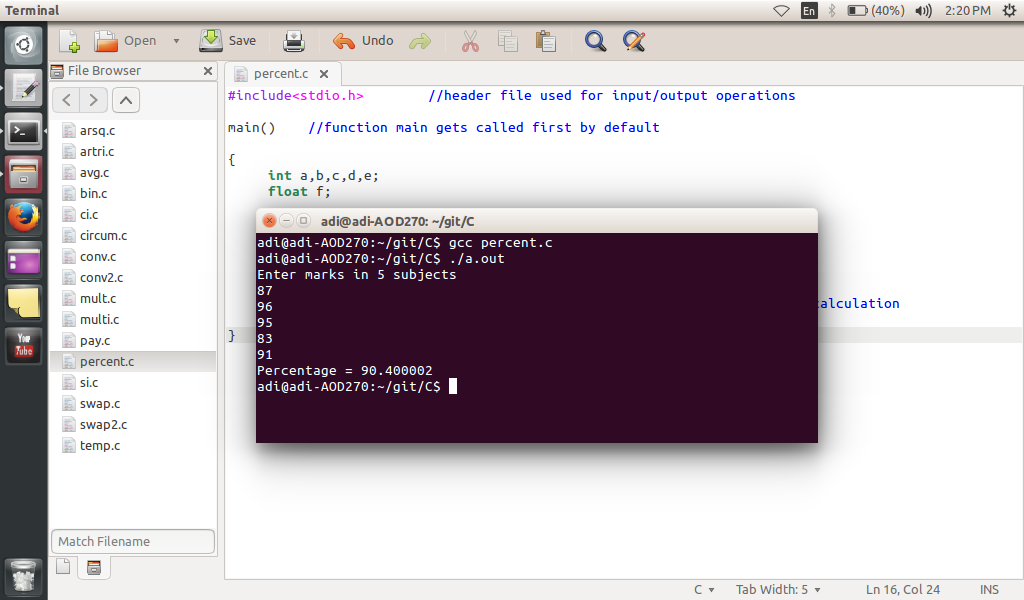 Terminal
En
(40%)
2:20 PM
Open
Save
Undo
File Browser
percent.c
arsq.c
artri.c
avg.c
bin.c
ci.c
circum.c
conv.c
conv2.c
mult.c
multi.c
pay.c
percent.c
si.c
swap.c
swap2.c
temp.c
Match Filename
You
Tube
#include<stdio.h> //header file used for input/output operations
main() //function main gets called first by default
{
int a,b,c,d,e;
float f;
alculation
}
adi@adi-AOD270: ~/git/C
adi@adi-AOD270:~/git/C$ gcc percent.c
adi@adi-AOD270:~/git/C$ ./a.out
Enter marks in 5 subjects
87
96
95
83
91
Percentage = 90.400002
adi@adi-AOD270:~/git/C$
C
Tab Width: 5
Ln 16, Col 24
INS